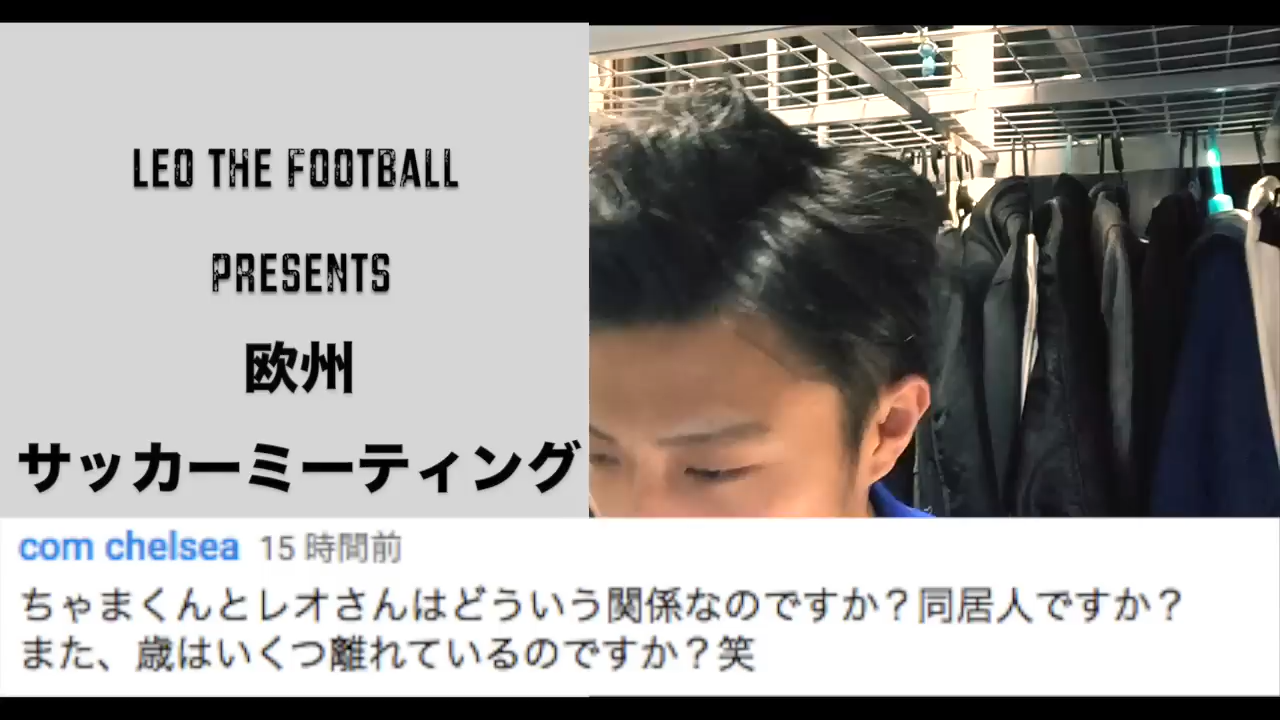 LEO THE FOOTBALL
PRESENTS
欧州
サッカーミーティング
com chelsea 15 時間前
ちゃまくんとレオさんはどういう関係なのですか？同居人ですか？
また、歳はいくつ離れているのですか？笑